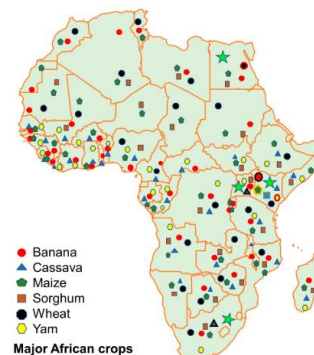 Banana
Cassava
Maize
Sorghum
Wheat
Yam
Major African crops